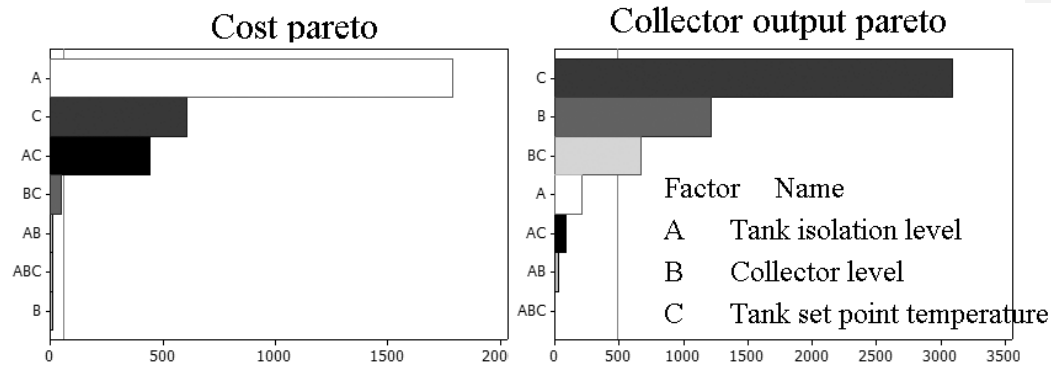 Cost pareto
A
C
AC
BC
AB
ABC
B
0 500 1000 1500 200
Collector output pareto
C
B
BC
A
AC
AB
ABC
0 500 1000 1500 2000 2500 3000 3500
Factor Name
A Tank isolation level
B Collector level
C Tank set point temperature